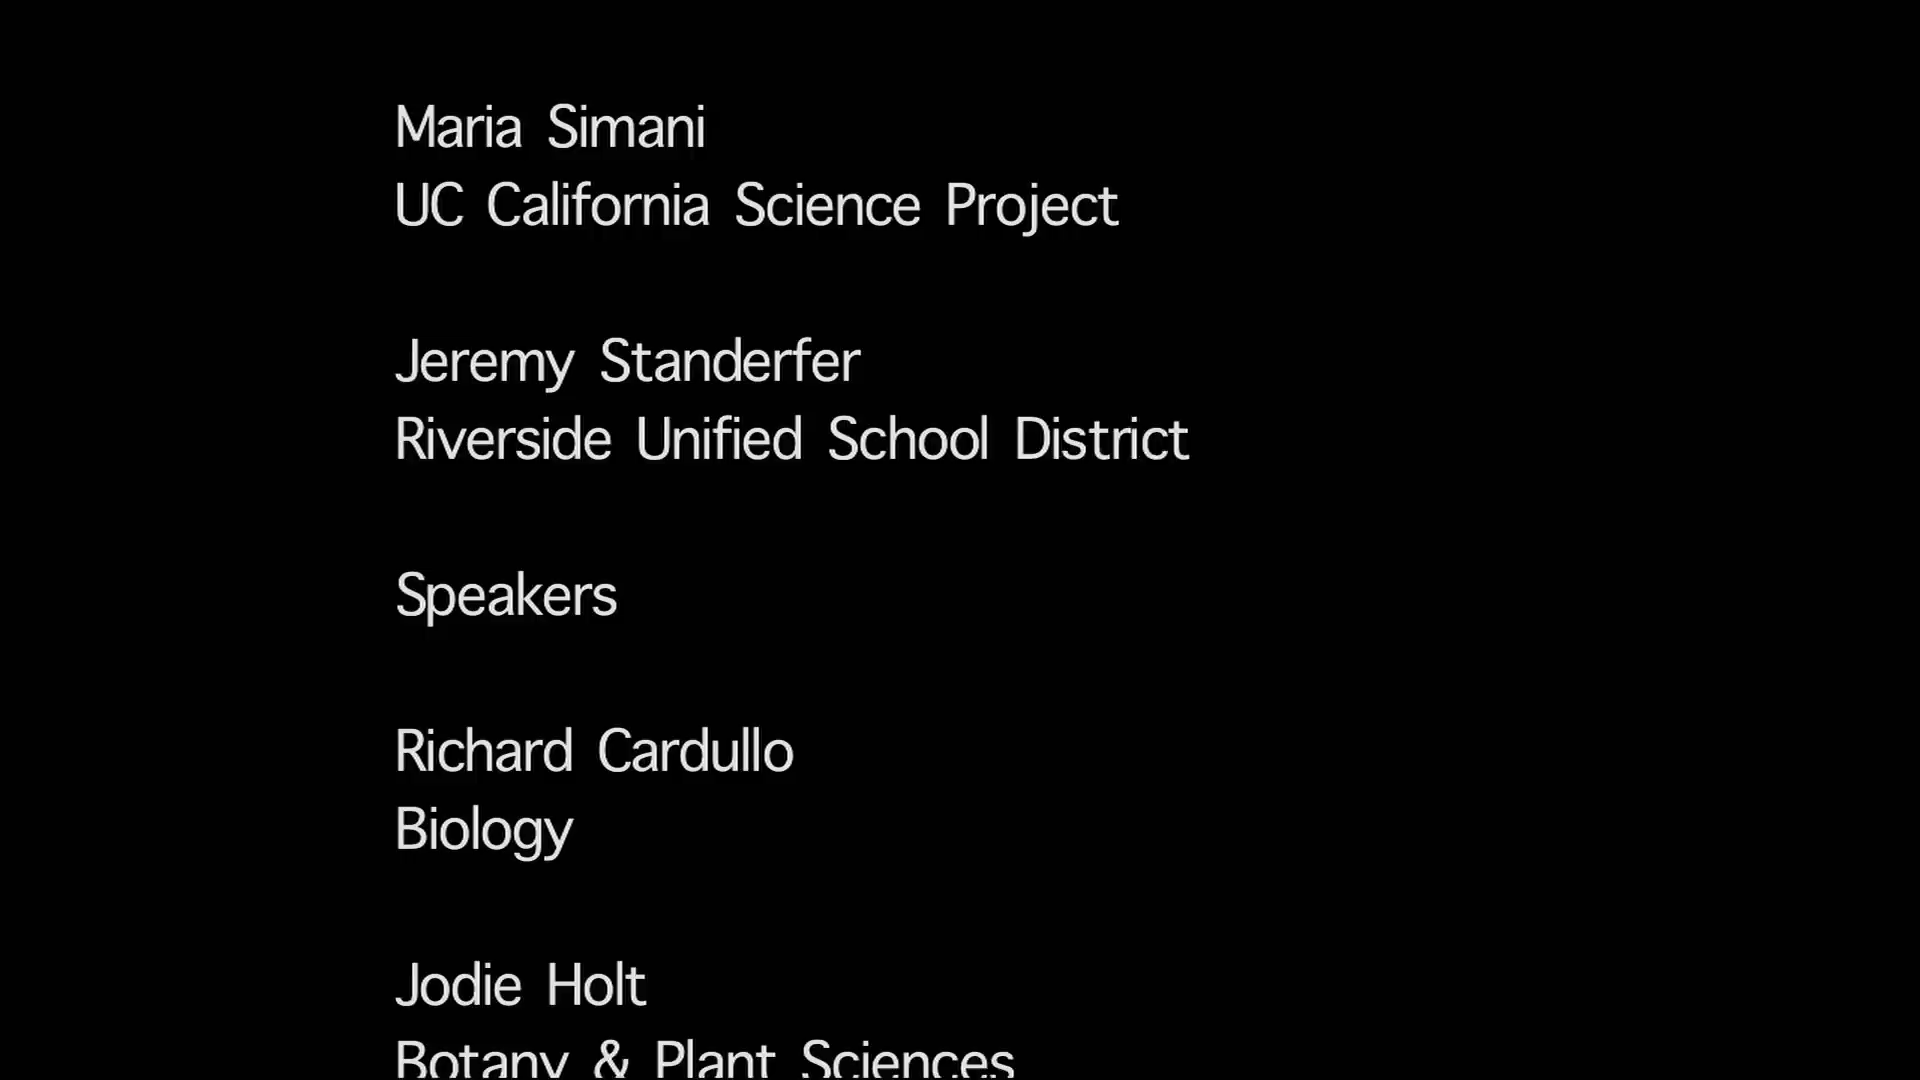 Maria Simani
UC California Science Project
Jeremy Standerfer
Riverside Unified School District
Speakers
Richard Cardullo
Biology
Jodie Holt
Botany & Plant Sciences